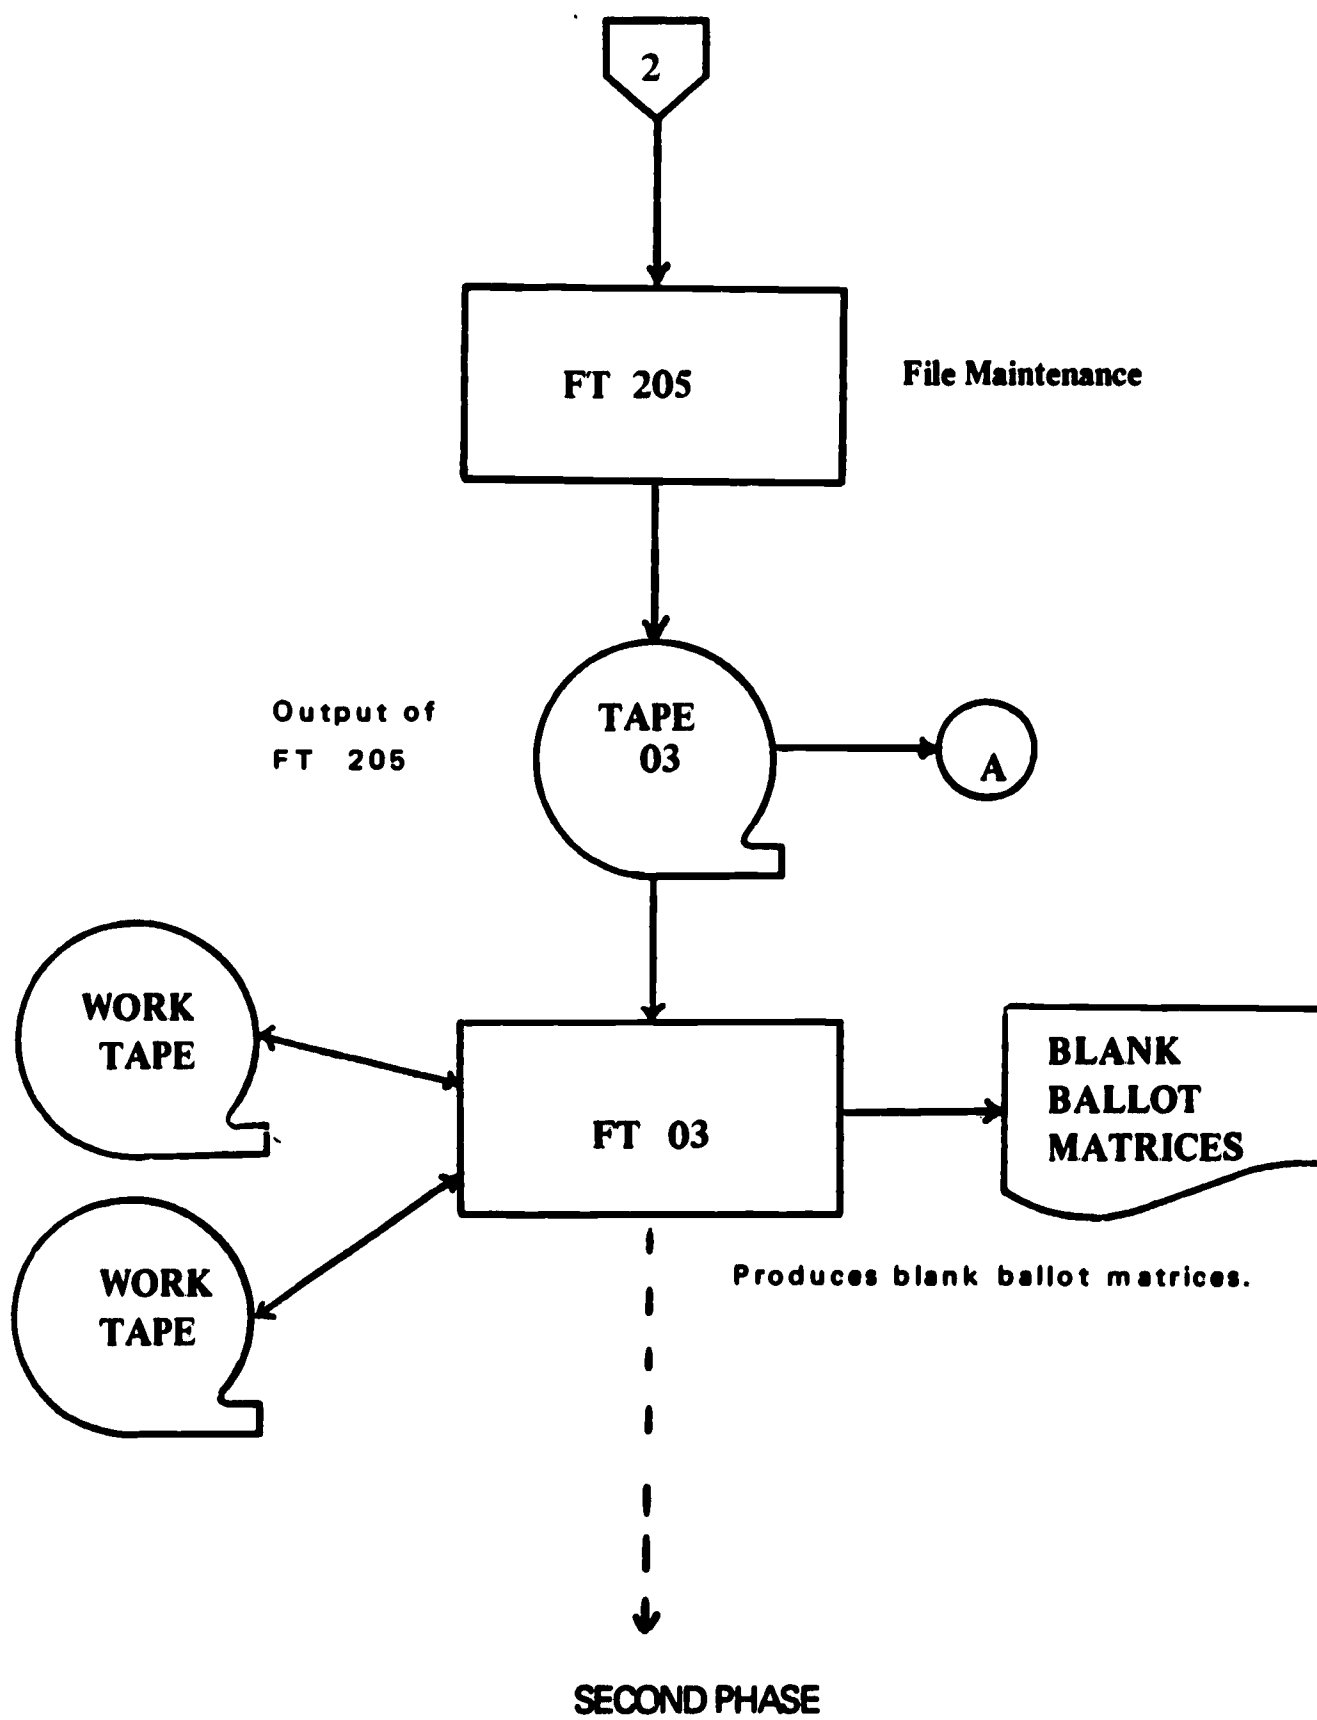 2
FT 205
File Maintenance
Output of
FT 205
TAPE
03
A
WORK
TAPE
FT 03
BLANK
BALLOT
MATRICES
WORK
TAPE
Produces blank ballot matrices.
SECOND PHASE